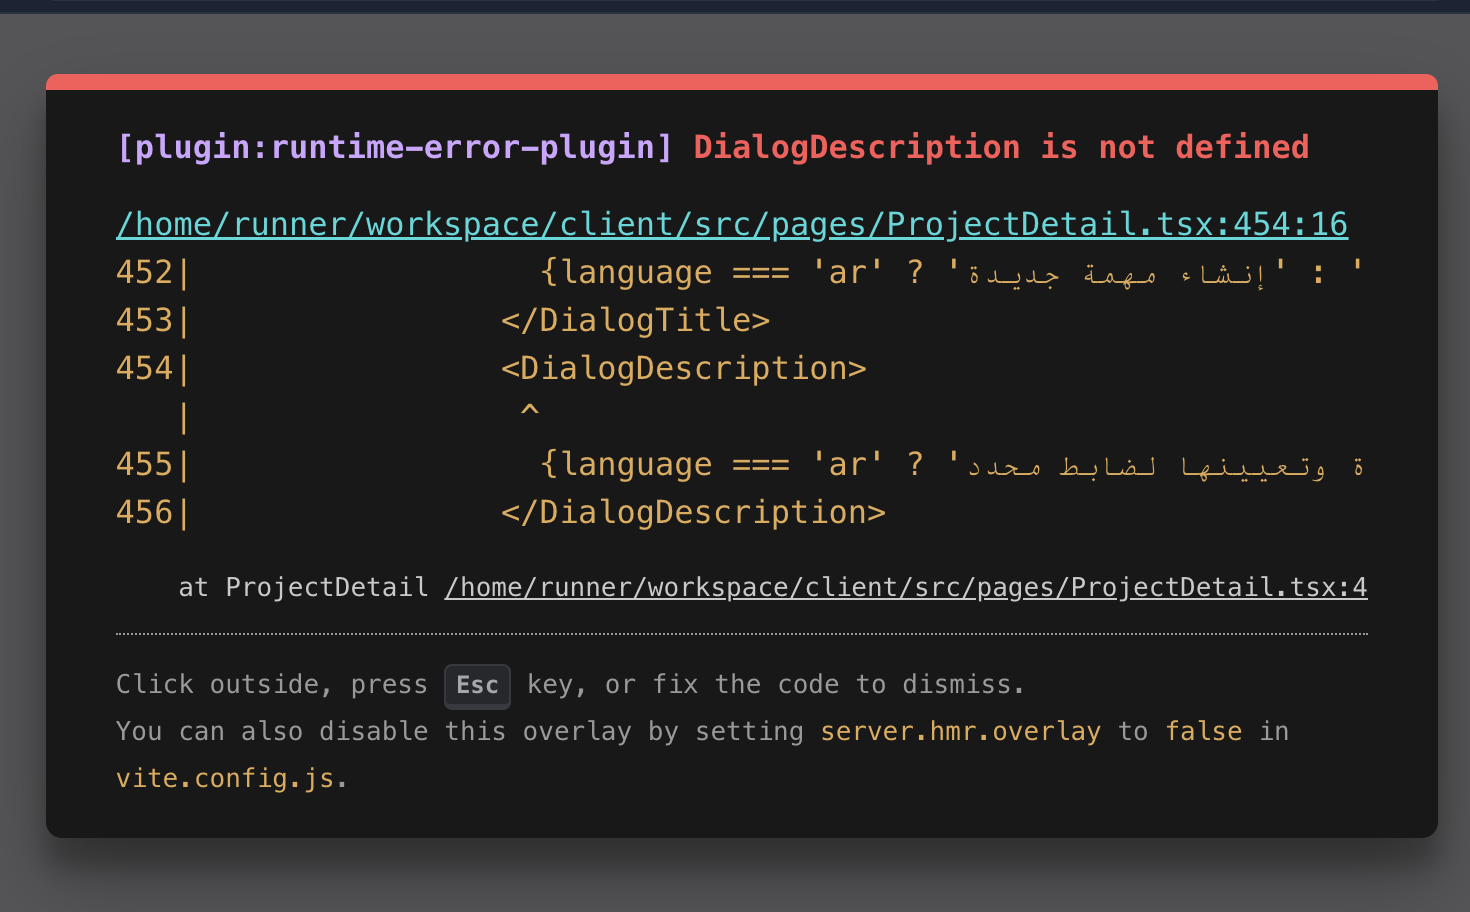 [plugin:runtime-error-plugin] DialogDescription is not defined
/home/runner/workspace/client/src/pages/ProjectDetail.tsx:454:16
452|                  {language === 'ar' ? 'إنشاء مهمة جديدة' : '
453|                </DialogTitle>
454|                <DialogDescription>
   |                 ^
455|                  {language === 'ar' ? 'ة وتعيينها لضابط محدد
456|                </DialogDescription>
at ProjectDetail /home/runner/workspace/client/src/pages/ProjectDetail.tsx:4
Click outside, press Esc key, or fix the code to dismiss.
You can also disable this overlay by setting server.hmr.overlay to false in
vite.config.js.